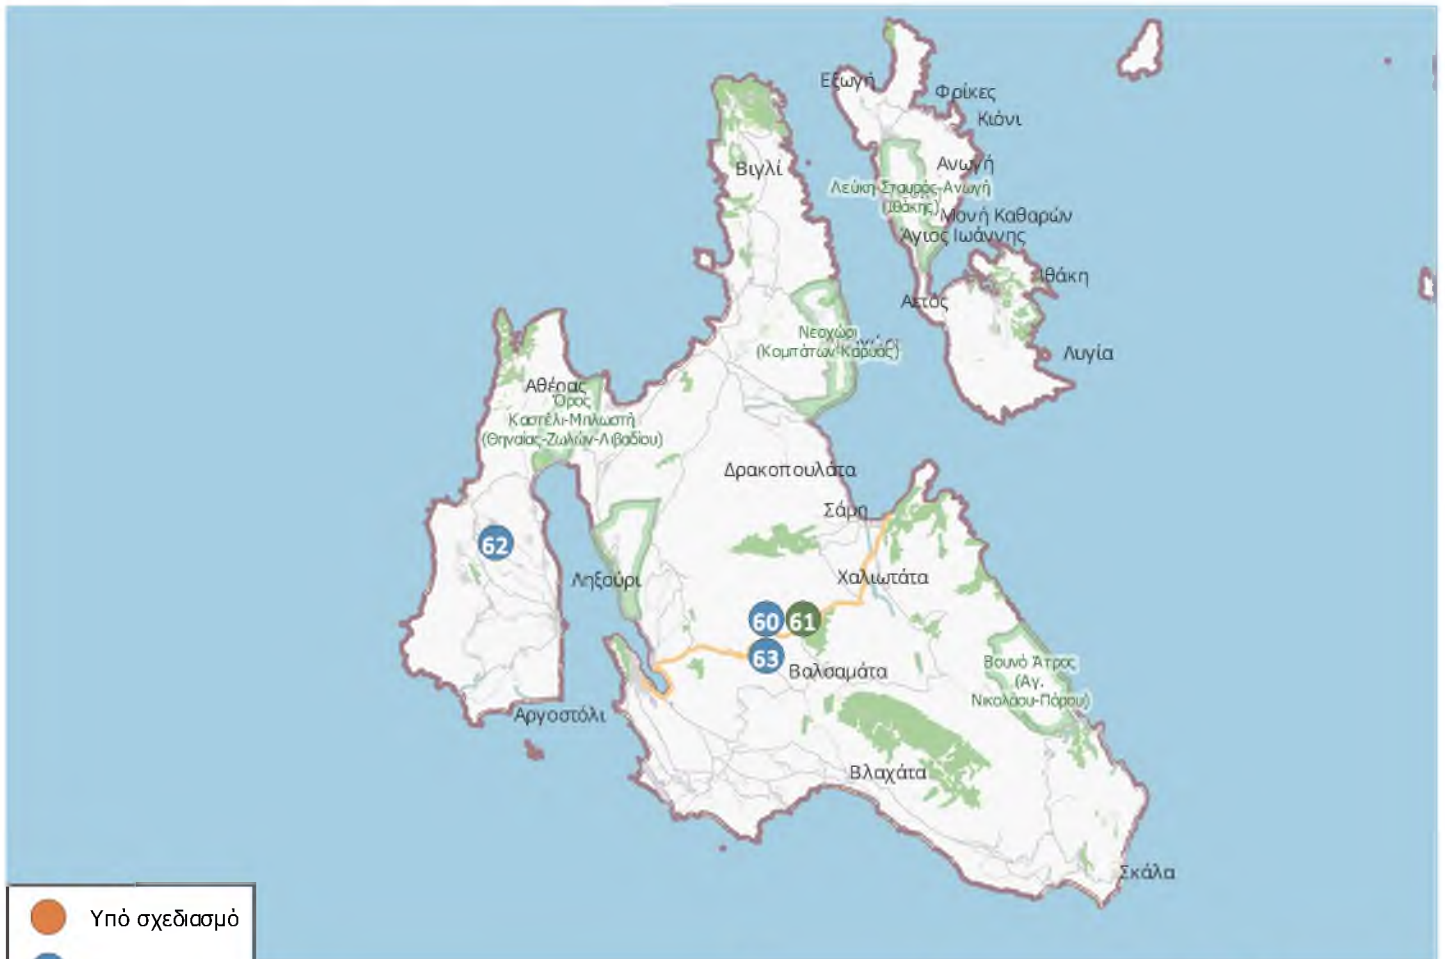 Εξωγή
Φρίκες
Κιόνι
Βιγλί
Ανωγή
Λεύκη-Σταυρός-Ανωγή
(Ιθάκης)
Μονή Καθαρών
Άγιος Ιωάννης
Ιθάκη
Αετός
Νεοχώρι
(Κομιτάτων-Καρυάς)
Λυγία
Αθέρας
Όρος
Καστέλι-Μηλωστή
(Θηναίας-Ζωλών-Λιβαδίου)
Δρακοπουλάτα
Σάμη
62
Ληξούρι
Χαλιωτάτα
60
61
63
Βαλσαμάτα
Βουνό Άτρος
(Αγ.
Νικολάου-Πόρου)
Αργοστόλι
Βλαχάτα
Σκάλα
Υπό σχεδιασμό